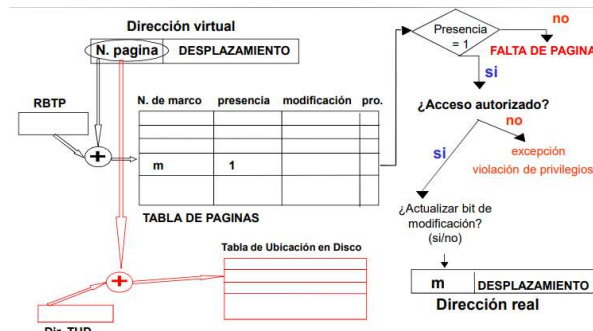 Dirección virtual
N. pagina
DESPLAZAMIENTO
RBTP
+
N. de marco presencia modificación pro.
m 1
TABLA DE PAGINAS
Tabla de Ubicación en Disco
+
Dir. TUD
Presencia
= 1
no
FALTA DE PAGINA
si
¿Acceso autorizado?
no
si
excepción
violación de privilegios
¿Actualizar bit de
modificación?
(si/no)
m DESPLAZAMIENTO
Dirección real